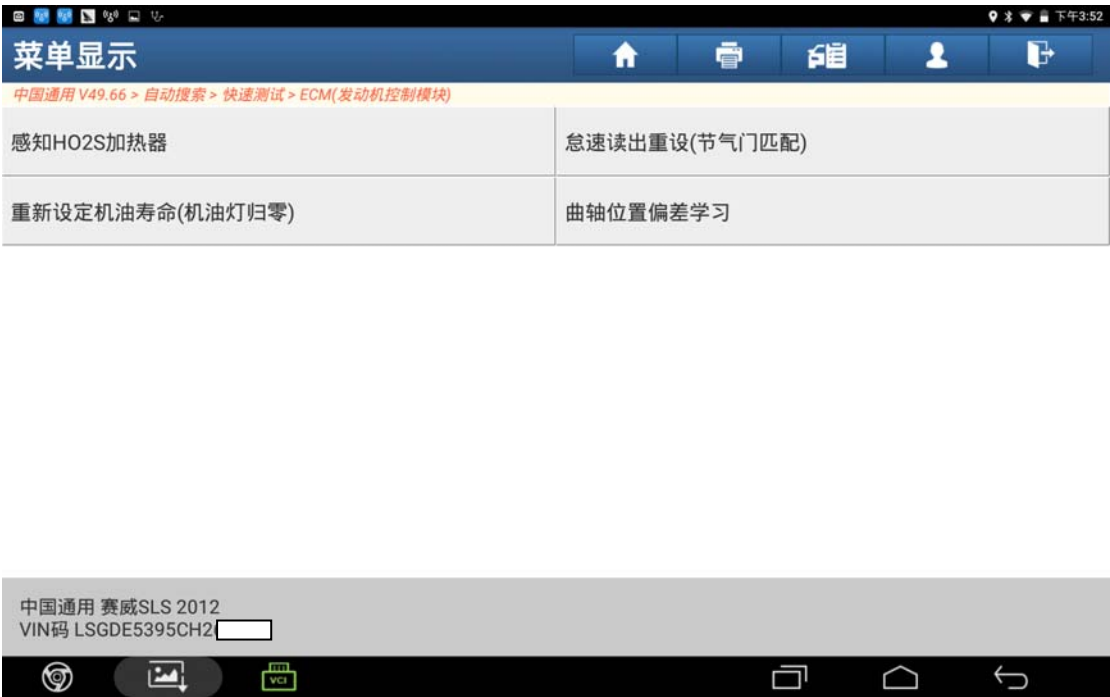 下午3:52
菜单显示
中国通用 V49.66 > 自动搜索 > 快速测试 > ECM(发动机控制模块)
感知HO2S加热器
怠速读出重设(节气门匹配)
重新设定机油寿命(机油灯归零)
曲轴位置偏差学习
中国通用 赛威SLS 2012
VIN码 LSGDE5395CH2
VCI